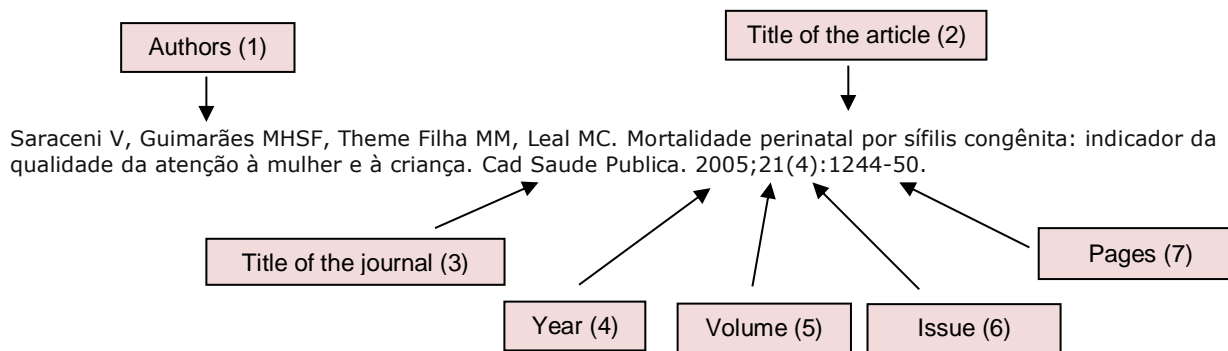 Authors (1)
Title of the article (2)
Saraceni V, Guimarães MHSF, Theme Filha MM, Leal MC. Mortalidade perinatal por sífilis congênita: indicador da
qualidade da atenção à mulher e à criança. Cad Saude Publica. 2005;21(4):1244-50.
Title of the journal (3)
Pages (7)
Year (4)
Volume (5)
Issue (6)